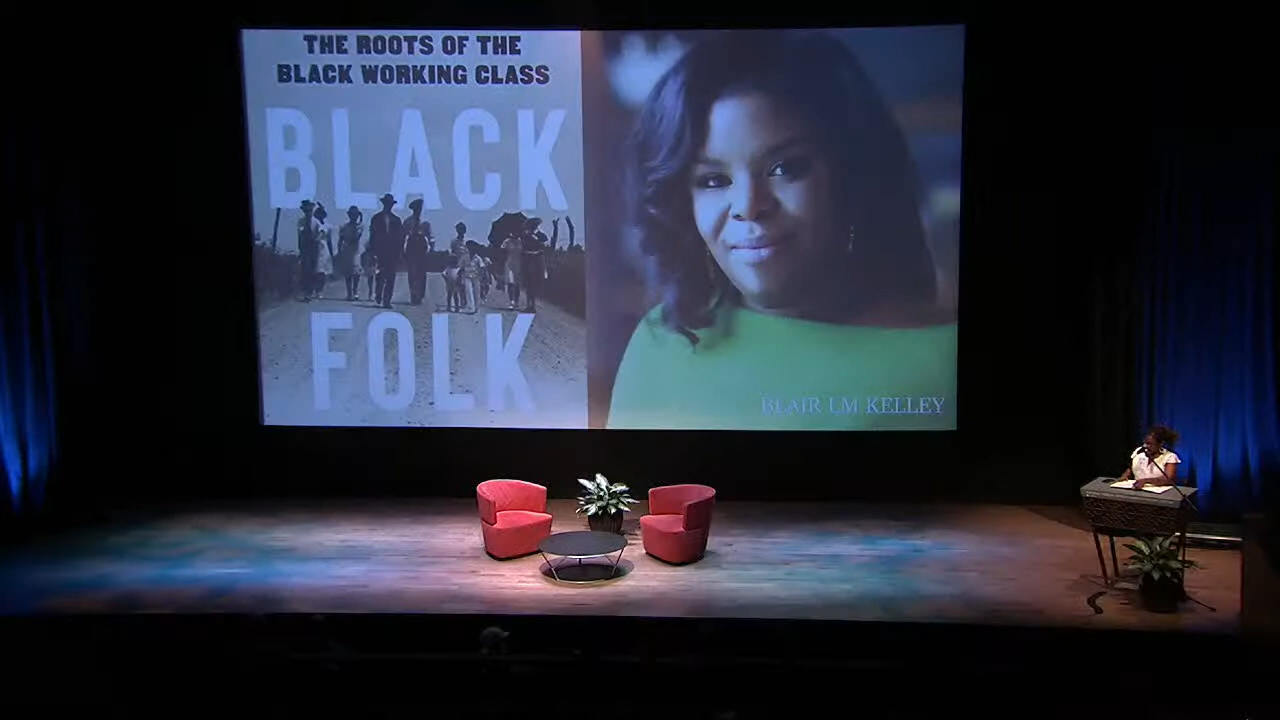 THE ROOTS OF THE
BLACK WORKING CLASS
BLACK
FOLK
BLAIR LM KELLEY